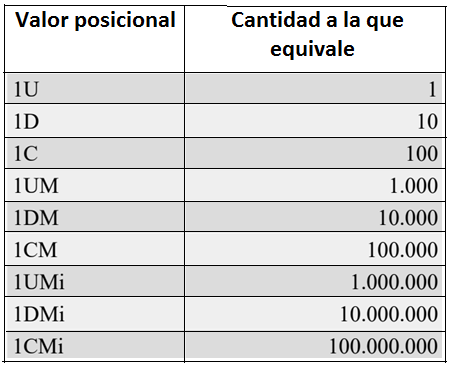 Valor posicional Cantidad a la que
equivale
1U 1
1D 10
1C 100
1UM 1.000
1DM 10.000
1CM 100.000
1UMi 1.000.000
1DMi 10.000.000
1CMi 100.000.000